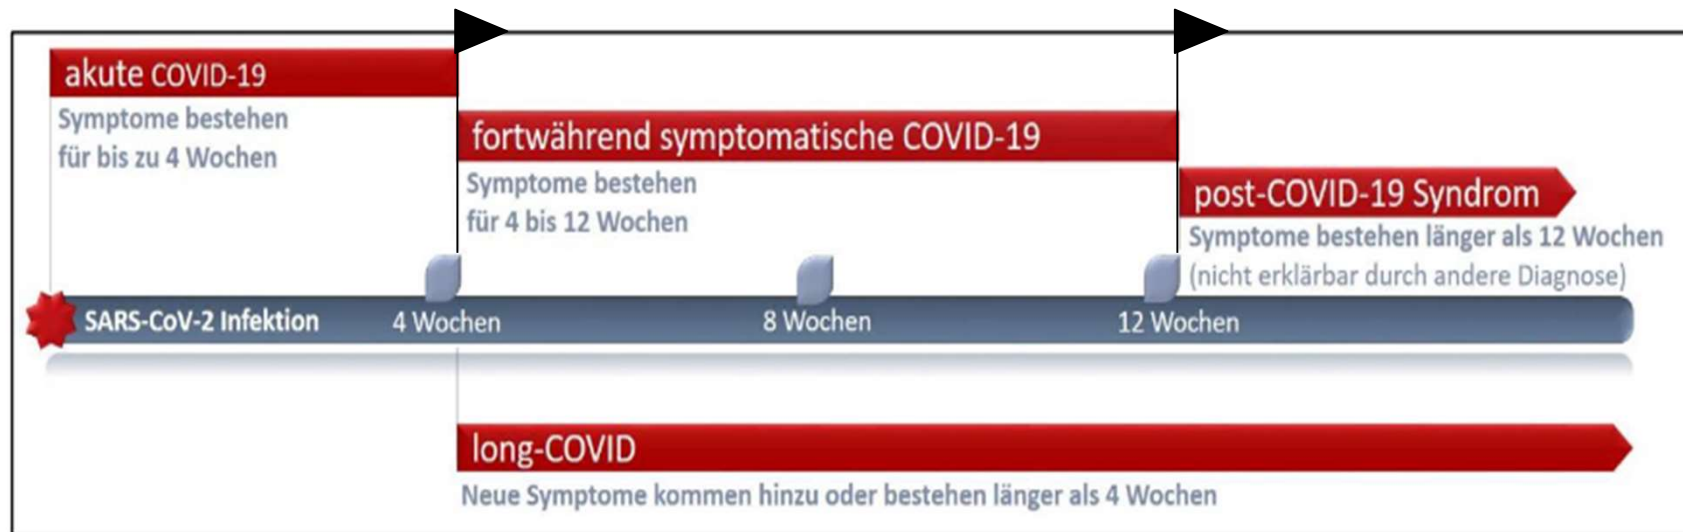 akute COVID-19
Symptome bestehen
für bis zu 4 Wochen
fortwährend symptomatische COVID-19
Symptome bestehen
für 4 bis 12 Wochen
post-COVID-19 Syndrom
Symptome bestehen länger als 12 Wochen
(nicht erklärbar durch andere Diagnose)
SARS-CoV-2 Infektion 4 Wochen 8 Wochen 12 Wochen
long-COVID
Neue Symptome kommen hinzu oder bestehen länger als 4 Wochen